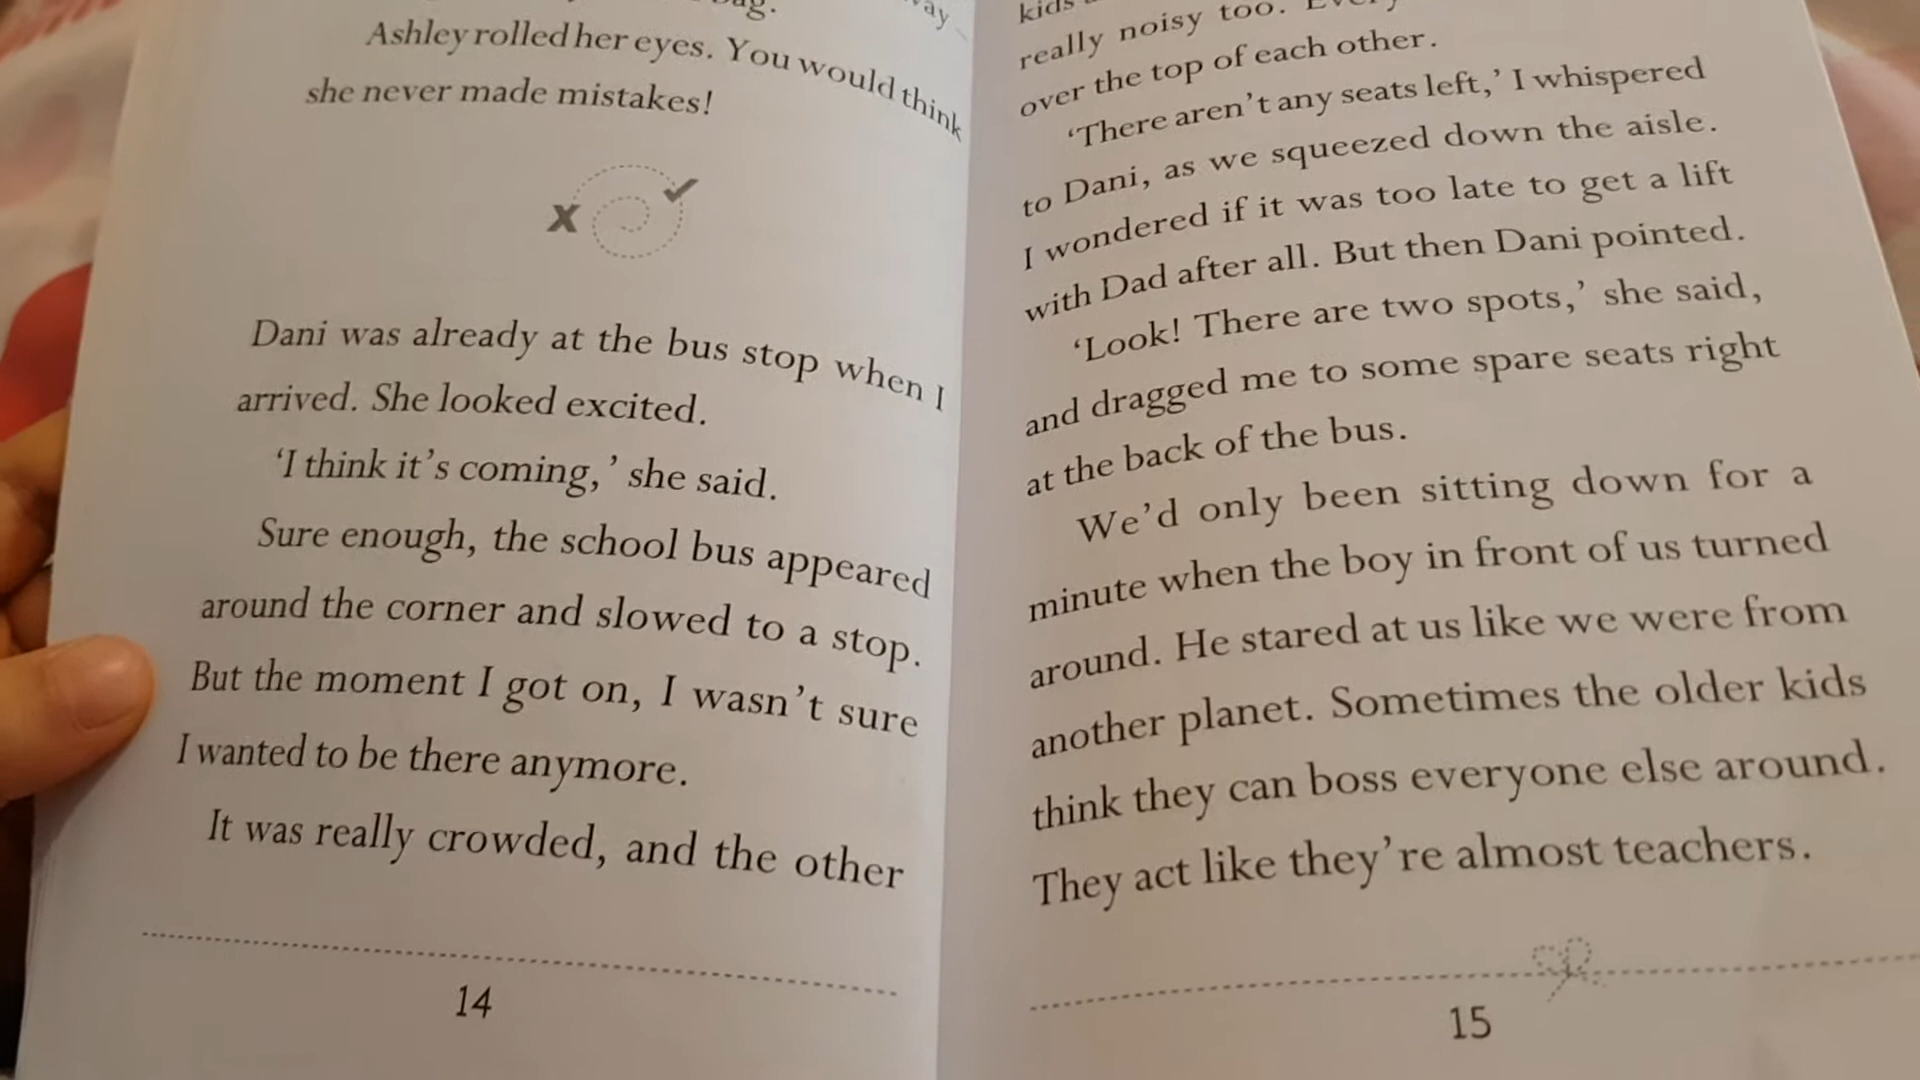 bag.
Ashley rolled her eyes. You would think
she never made mistakes!
X
Dani was already at the bus stop when I
arrived. She looked excited.
‘I think it’s coming,’ she said.
Sure enough, the school bus appeared
around the corner and slowed to a stop.
But the moment I got on, I wasn’t sure
I wanted to be there anymore.
It was really crowded, and the other
14
kids
really noisy too.
over the top of each other.
‘There aren’t any seats left,’ I whispered
to Dani, as we squeezed down the aisle.
I wondered if it was too late to get a lift
with Dad after all. But then Dani pointed.
‘Look! There are two spots,’ she said,
and dragged me to some spare seats right
at the back of the bus.
We’d only been sitting down for a
minute when the boy in front of us turned
around. He stared at us like we were from
another planet. Sometimes the older kids
think they can boss everyone else around.
They act like they’re almost teachers.
15